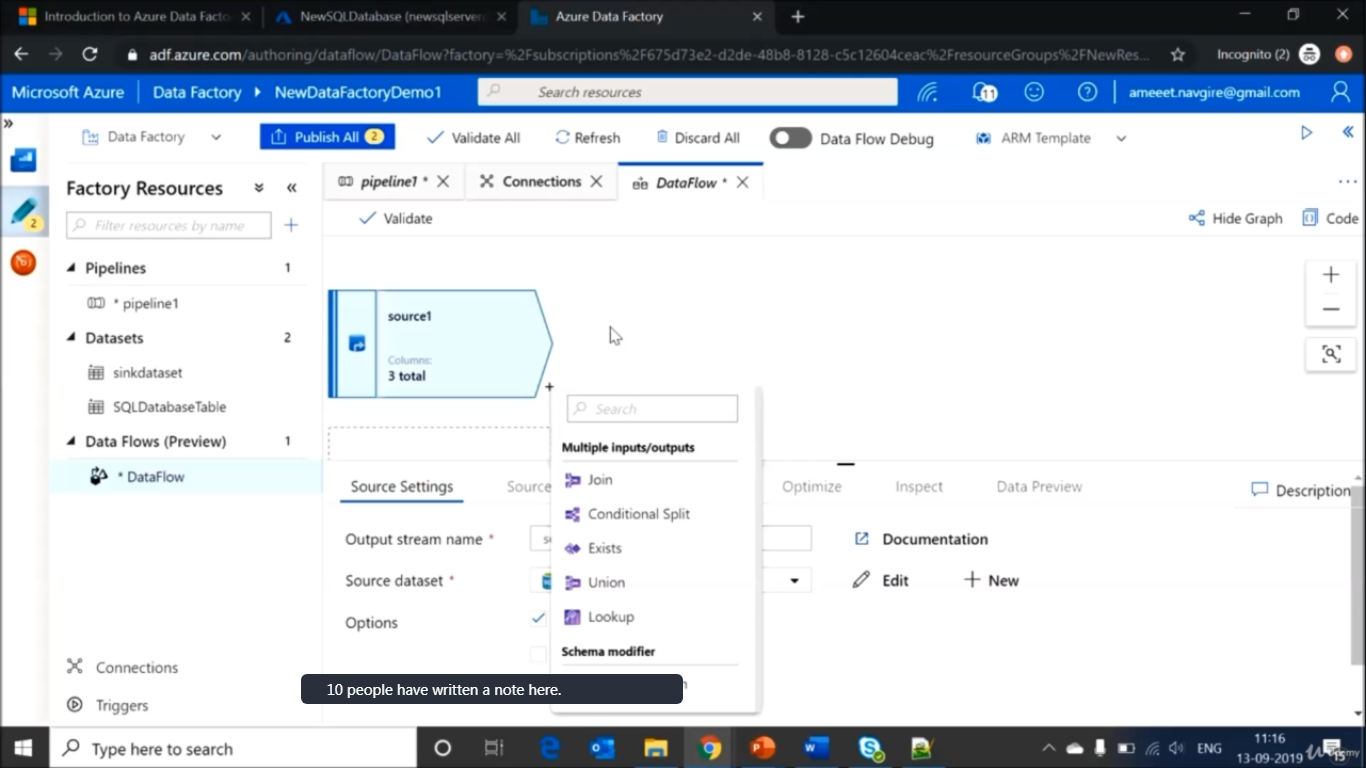 Introduction to Azure Data Facto
NewSQLDatabase (newsqlserver
Azure Data Factory
adf.azure.com/authoring/dataflow/DataFlow?factory=%2Fsubscriptions%2F675d73e2-d2de-48b8-8128-c5c12604ceac%2FresourceGroups%2FNewRes...
Incognito (2)
Microsoft Azure
Data Factory
NewDataFactoryDemo1
Search resources
11
ameeet.navgire@gmail.com
Data Factory
Publish All 2
Validate All
Refresh
Discard All
Data Flow Debug
ARM Template
2
Factory Resources
Filter resources by name
Pipelines 1
* pipeline1
Datasets 2
sinkdataset
SQLDatabaseTable
Data Flows (Preview) 1
* DataFlow
Connections
Triggers
pipeline1 *
Connections
DataFlow *
Validate
Hide Graph
Code
source1
Columns:
3 total
Search
Multiple inputs/outputs
Join
Conditional Split
Exists
Union
Lookup
Schema modifier
Source Settings
Source
Optimize
Inspect
Data Preview
Description
Output stream name *
Documentation
Source dataset *
Edit
New
Options
10 people have written a note here.
Type here to search
ENG
11:16
13-09-2019
15